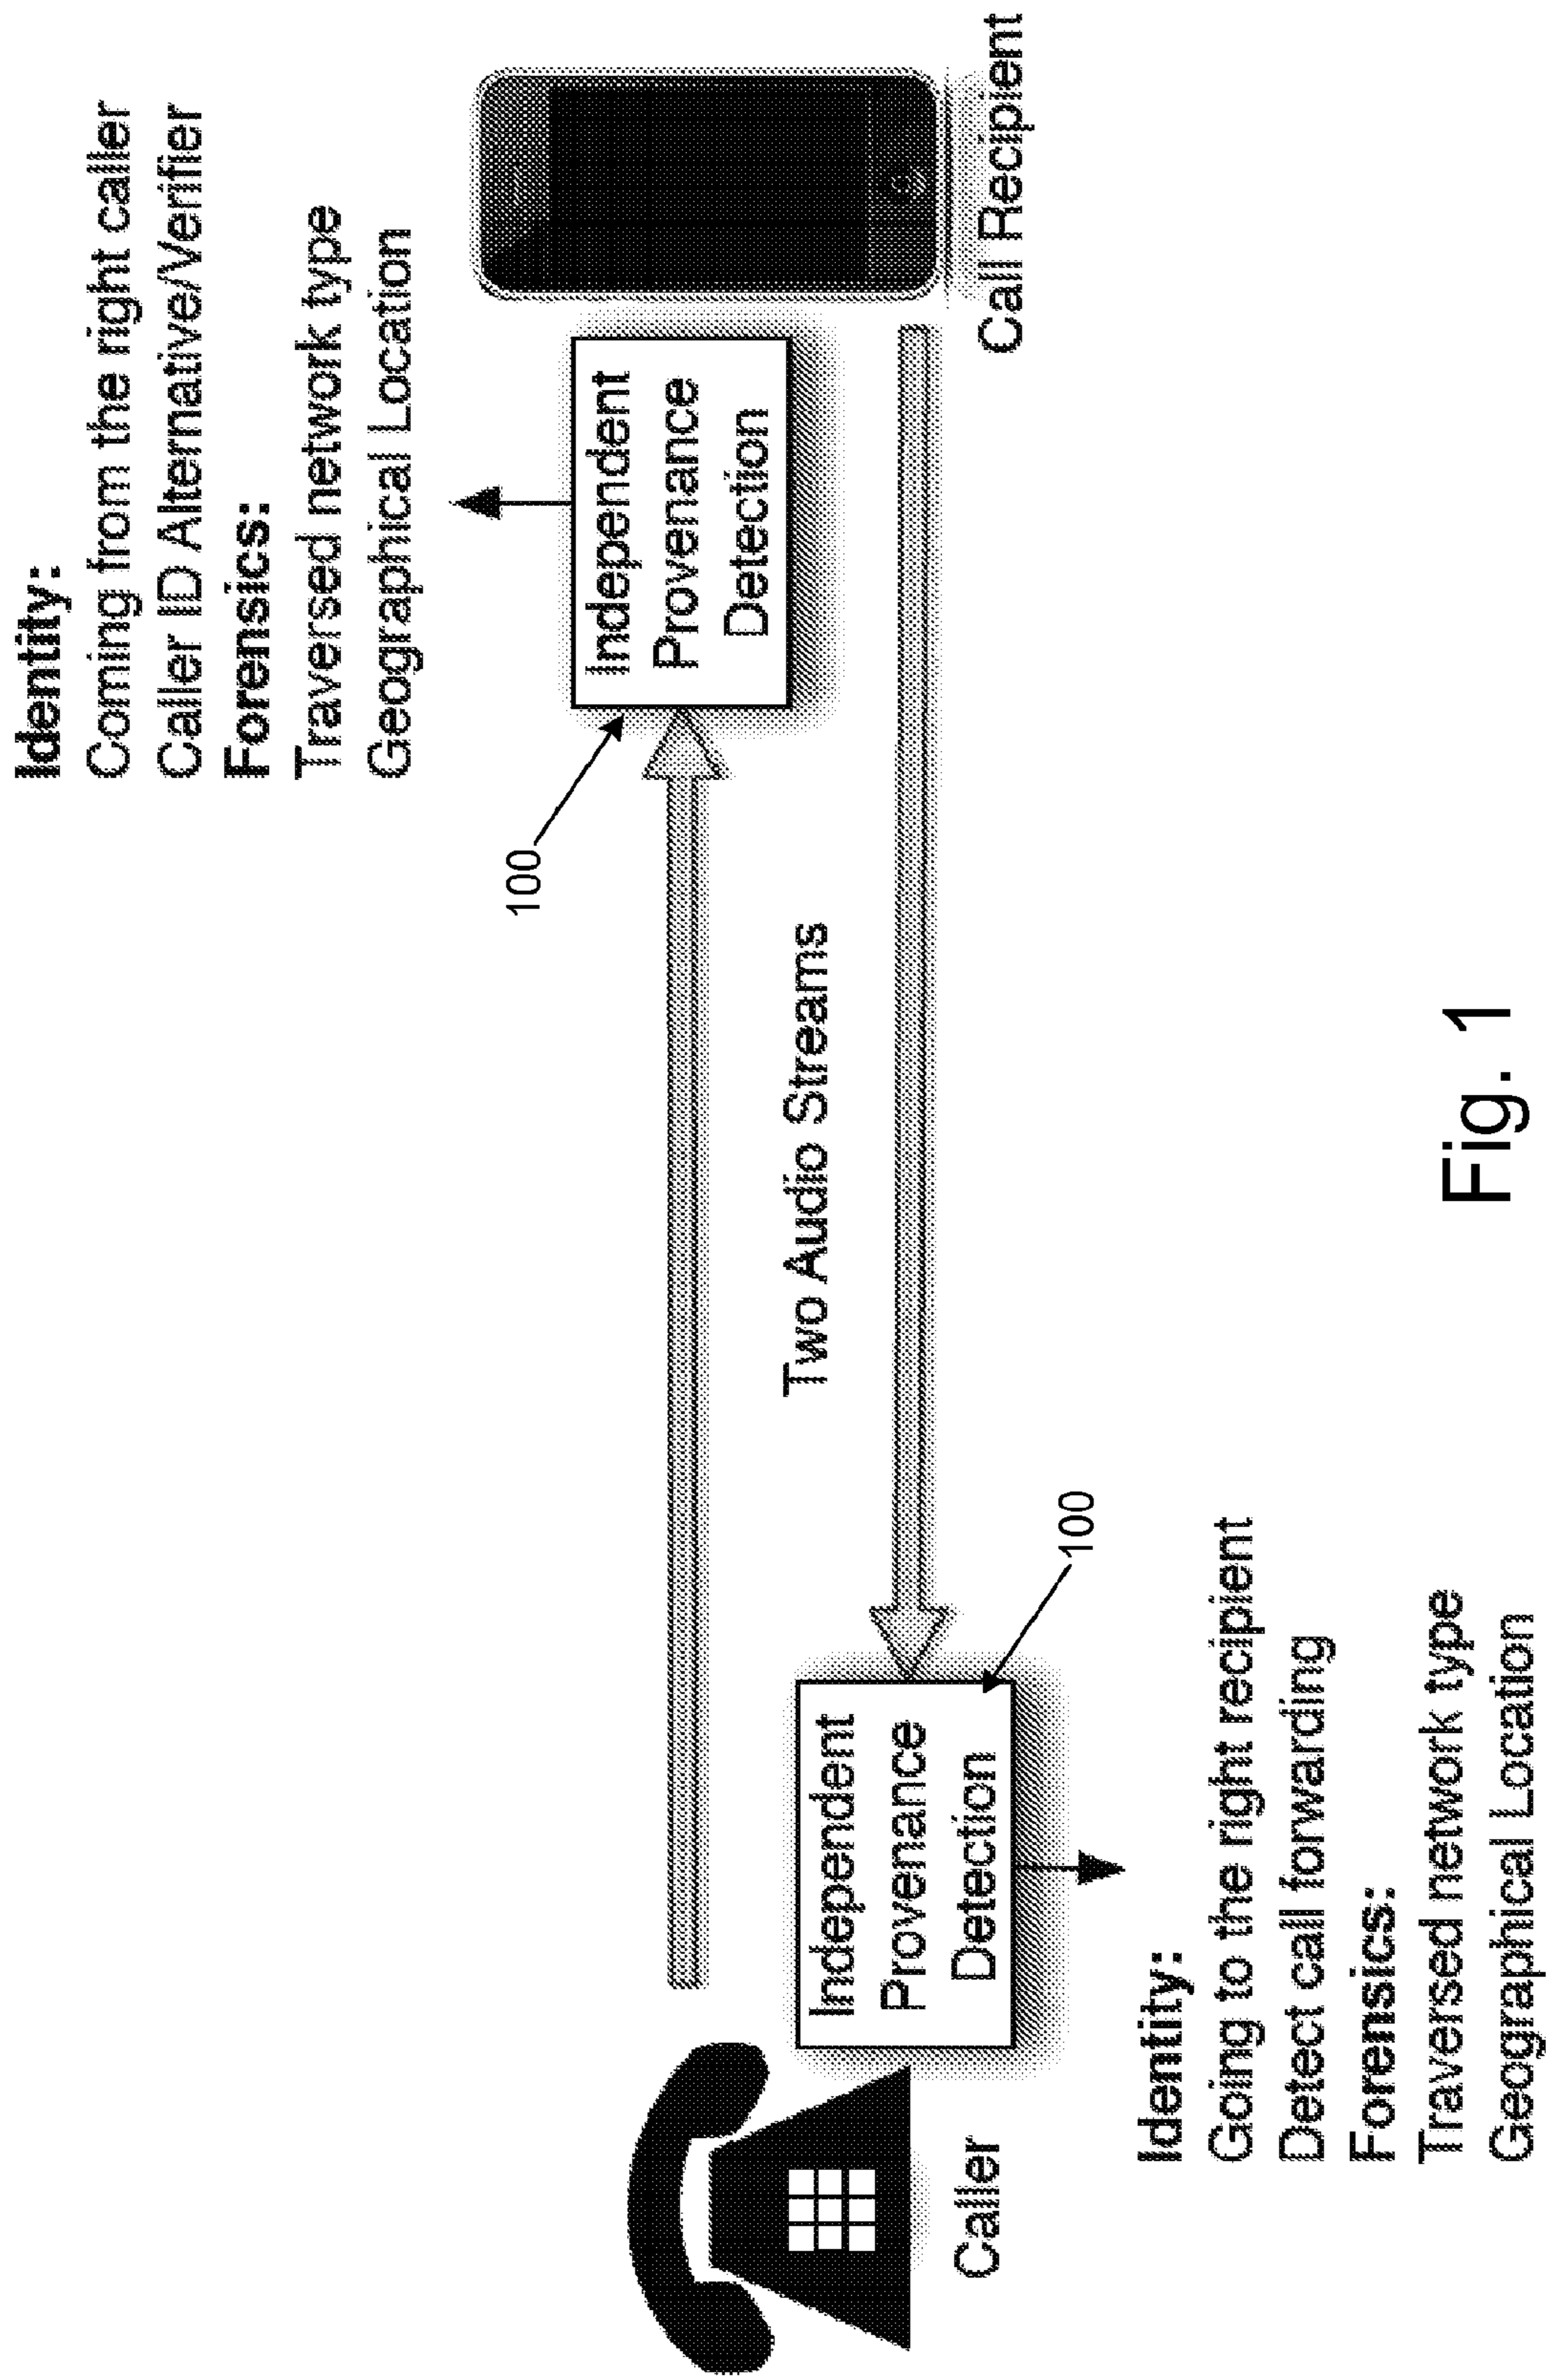 Identity:
Coming from the right caller
Caller ID Alternative/Verifier
Forensics:
Traversed network type
Geographical Location
100
Independent
Provenance
Detection
Two Audio Streams
Call Recipient
Independent
Provenance
Detection
100
Caller
Identity:
Going to the right recipient
Detect call forwarding
Forensics:
Traversed network type
Geographical Location
Fig. 1